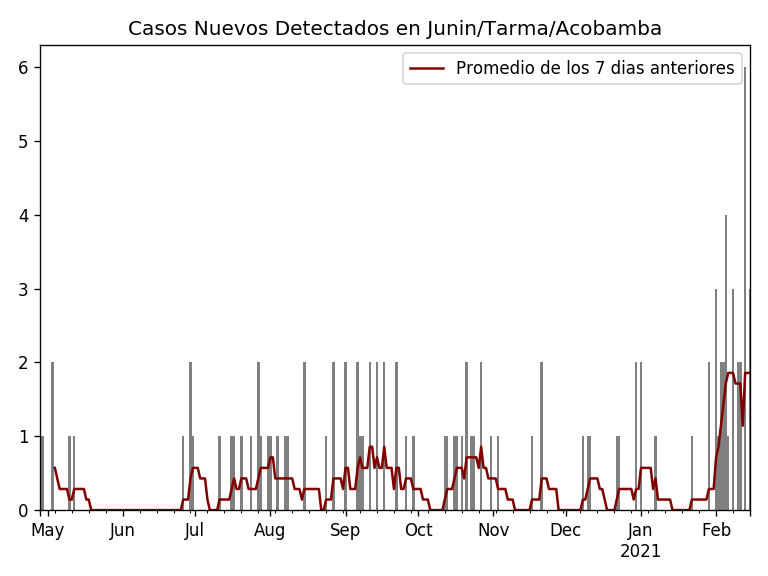 Casos Nuevos Detectados en Junin/Tarma/Acobamba
Promedio de los 7 dias anteriores
6
5
4
3
2
1
0
May Jun Jul Aug Sep Oct Nov Dec Jan Feb
2021